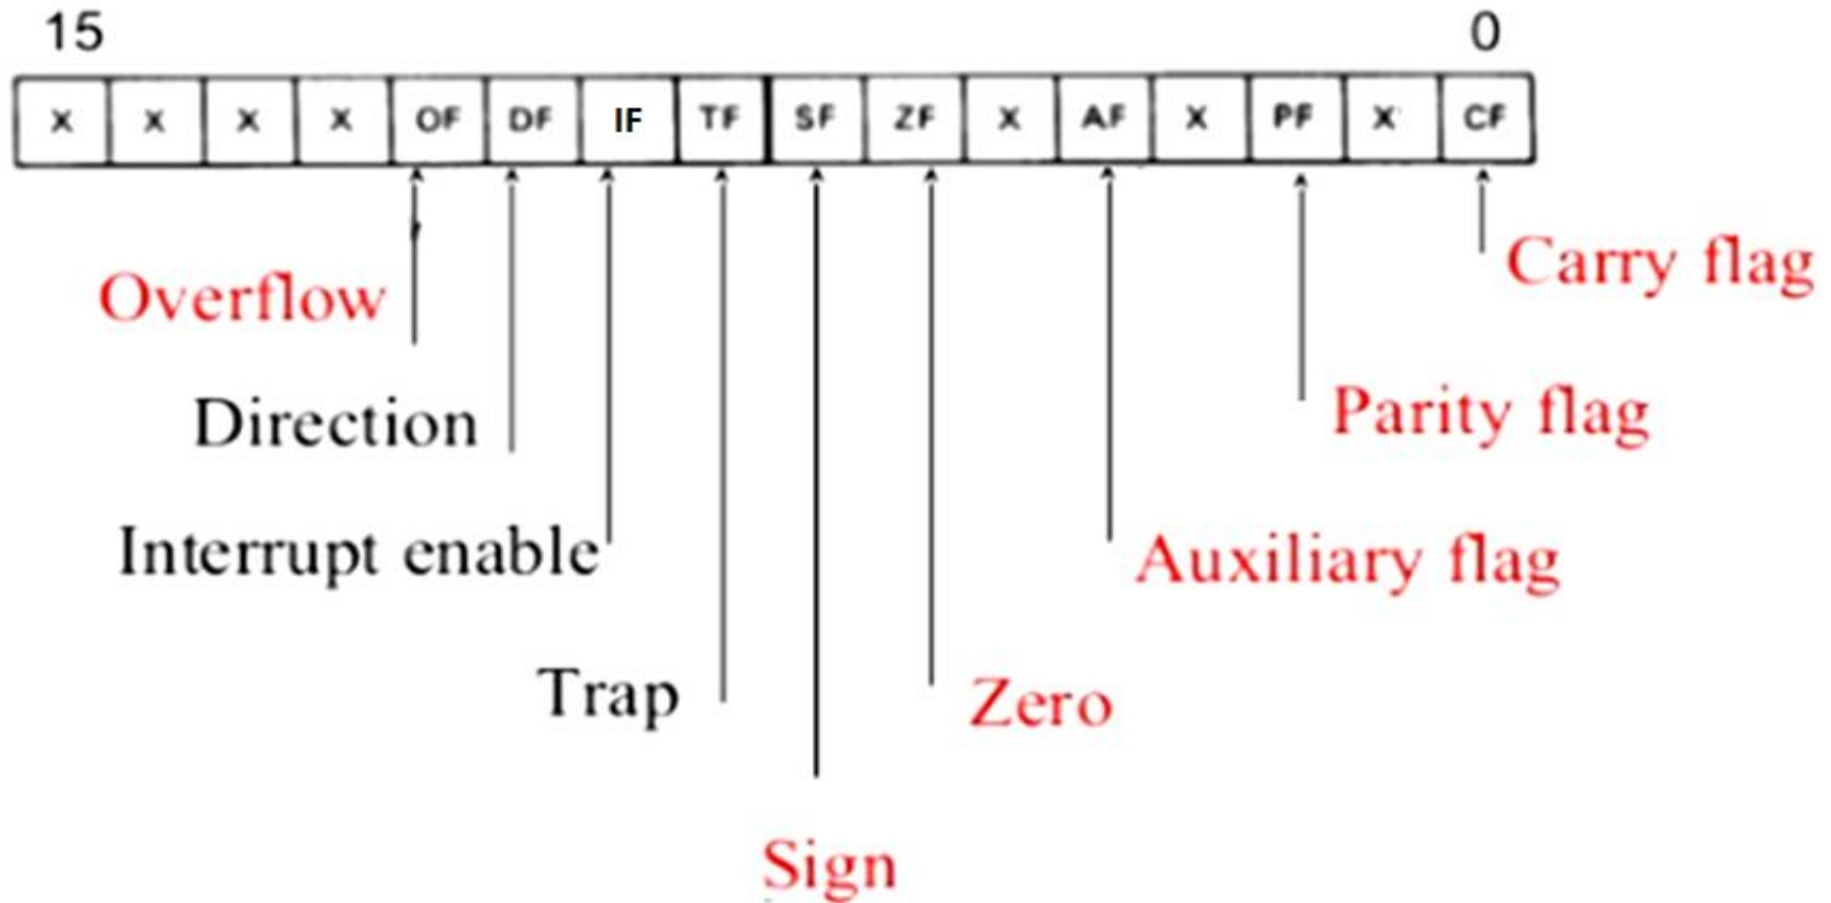 15 0
X X X X OF DF IF TF SF ZF X AF X PF X CF
Overflow
Carry flag
Direction
Parity flag
Interrupt enable
Auxiliary flag
Trap
Zero
Sign